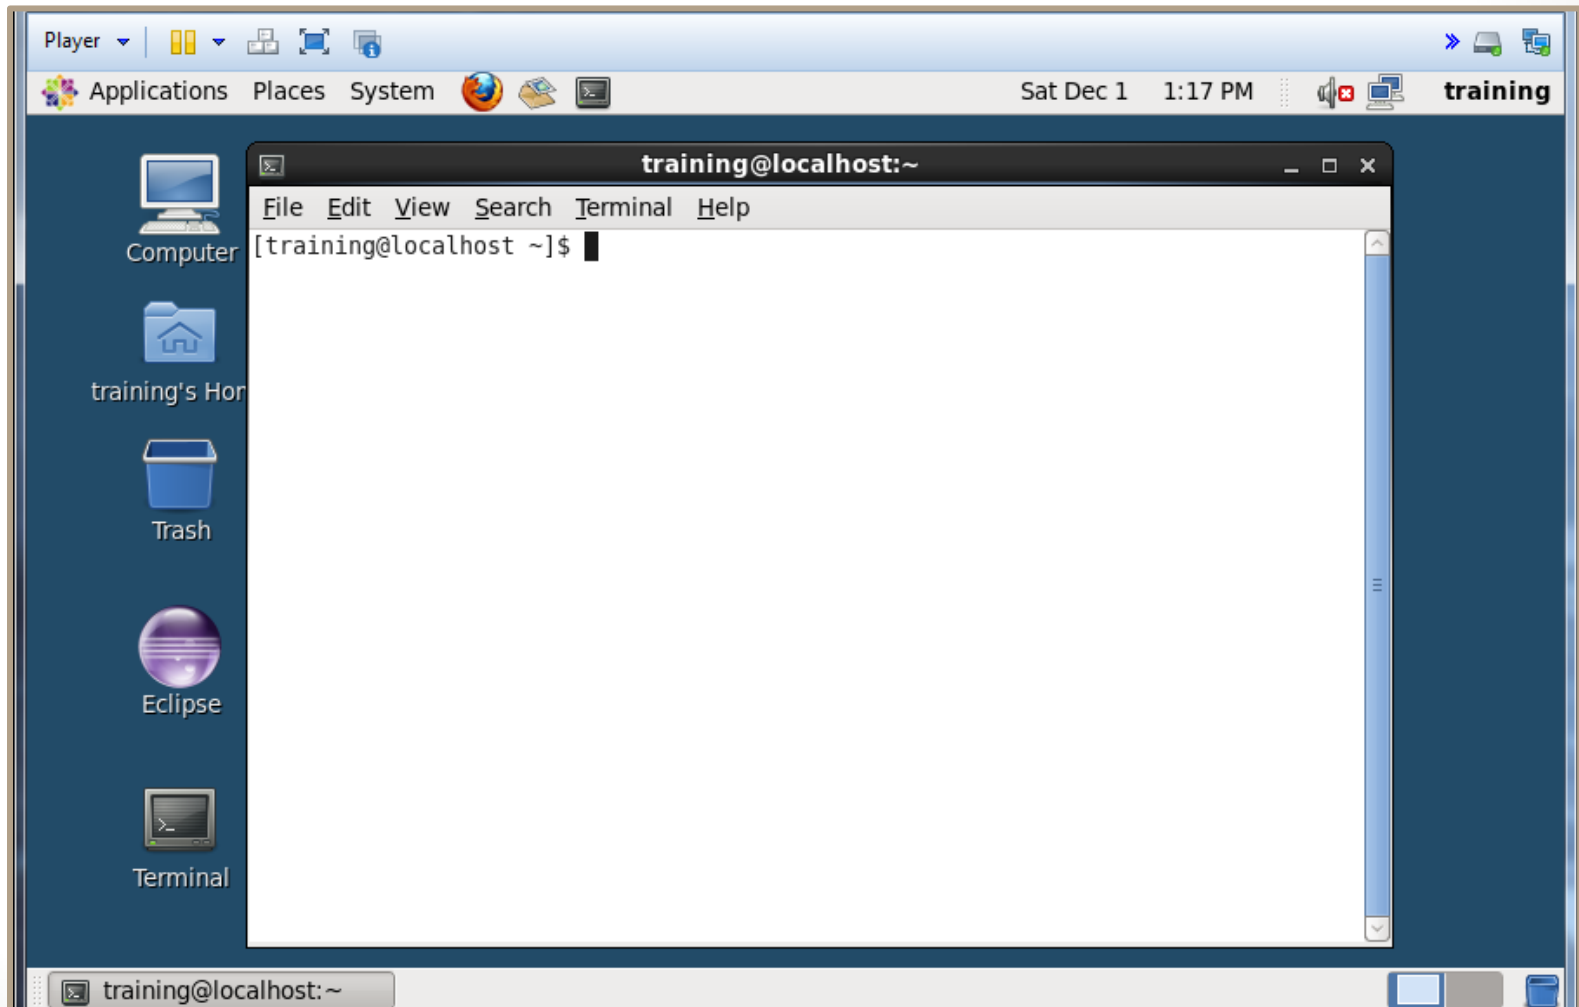 Player
Applications Places System Sat Dec 1 1:17 PM training
training@localhost:~
File Edit View Search Terminal Help
[training@localhost ~]$
Computer
training's Hor
Trash
Eclipse
Terminal
training@localhost:~